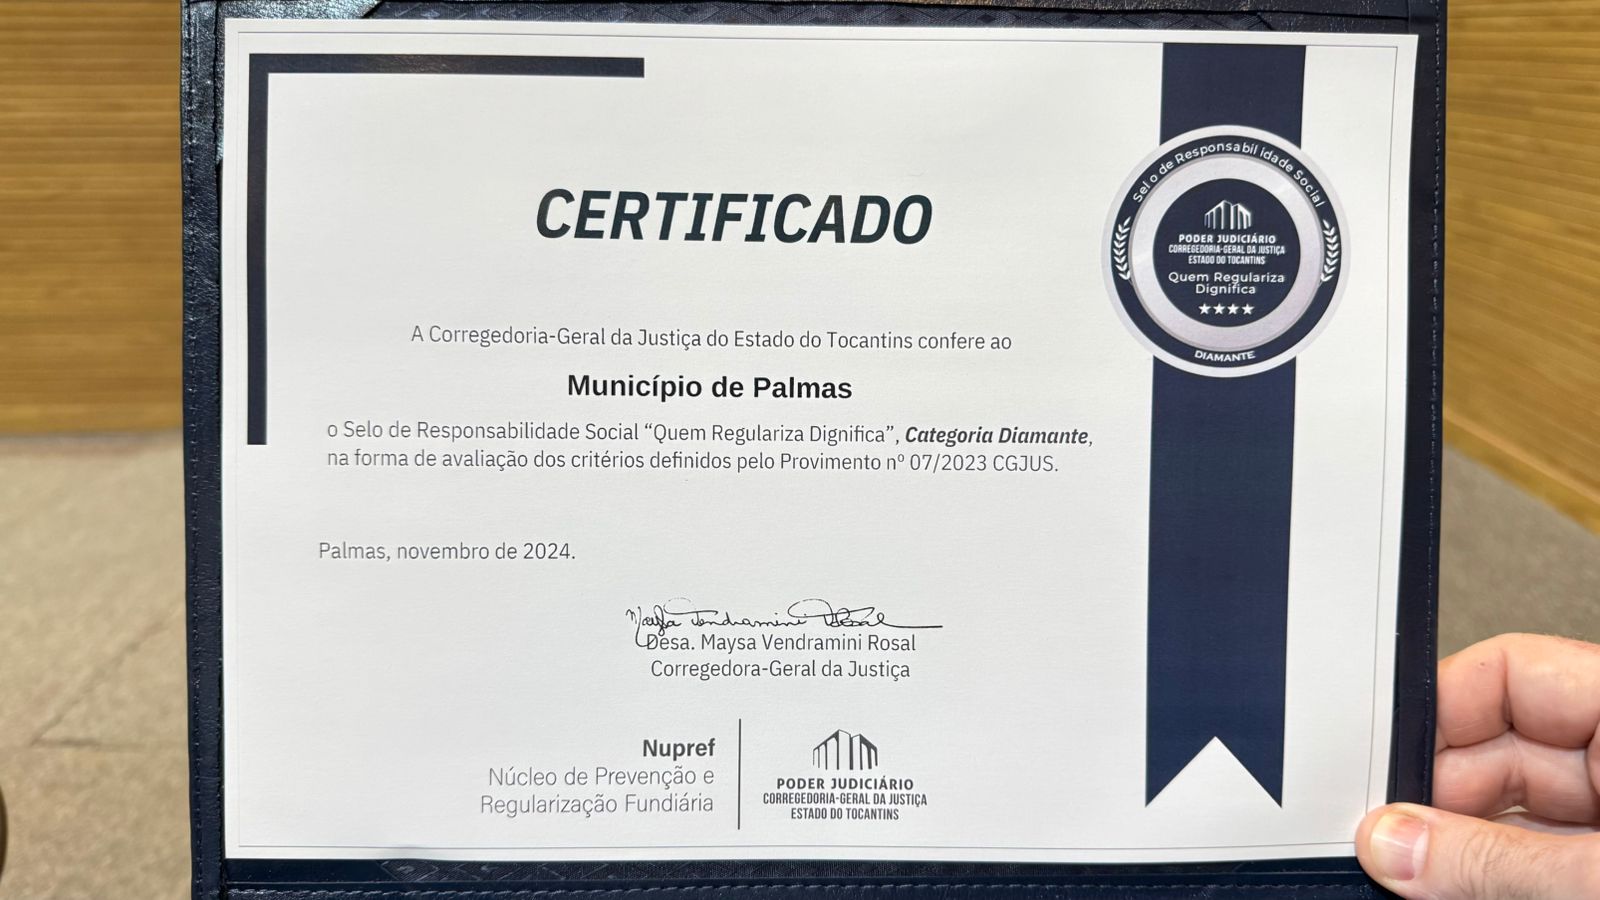 CERTIFICADO
A Corregedoria-Geral da Justiça do Estado do Tocantins confere ao
Município de Palmas
o Selo de Responsabilidade Social “Quem Regulariza Dignifica”, Categoria Diamante,
na forma de avaliação dos critérios definidos pelo Provimento nº 07/2023 CGJUS.
Palmas, novembro de 2024.
Maysa Vendramini Rosal
Desa. Maysa Vendramini Rosal
Corregedora-Geral da Justiça
Nupref
Núcleo de Prevenção e
Regularização Fundiária
PODER JUDICIÁRIO
CORREGEDORIA-GERAL DA JUSTIÇA
ESTADO DO TOCANTINS
Selo de Responsabilidade Social
PODER JUDICIÁRIO
CORREGEDORIA-GERAL DA JUSTIÇA
ESTADO DO TOCANTINS
Quem Regulariza
Dignifica
DIAMANTE